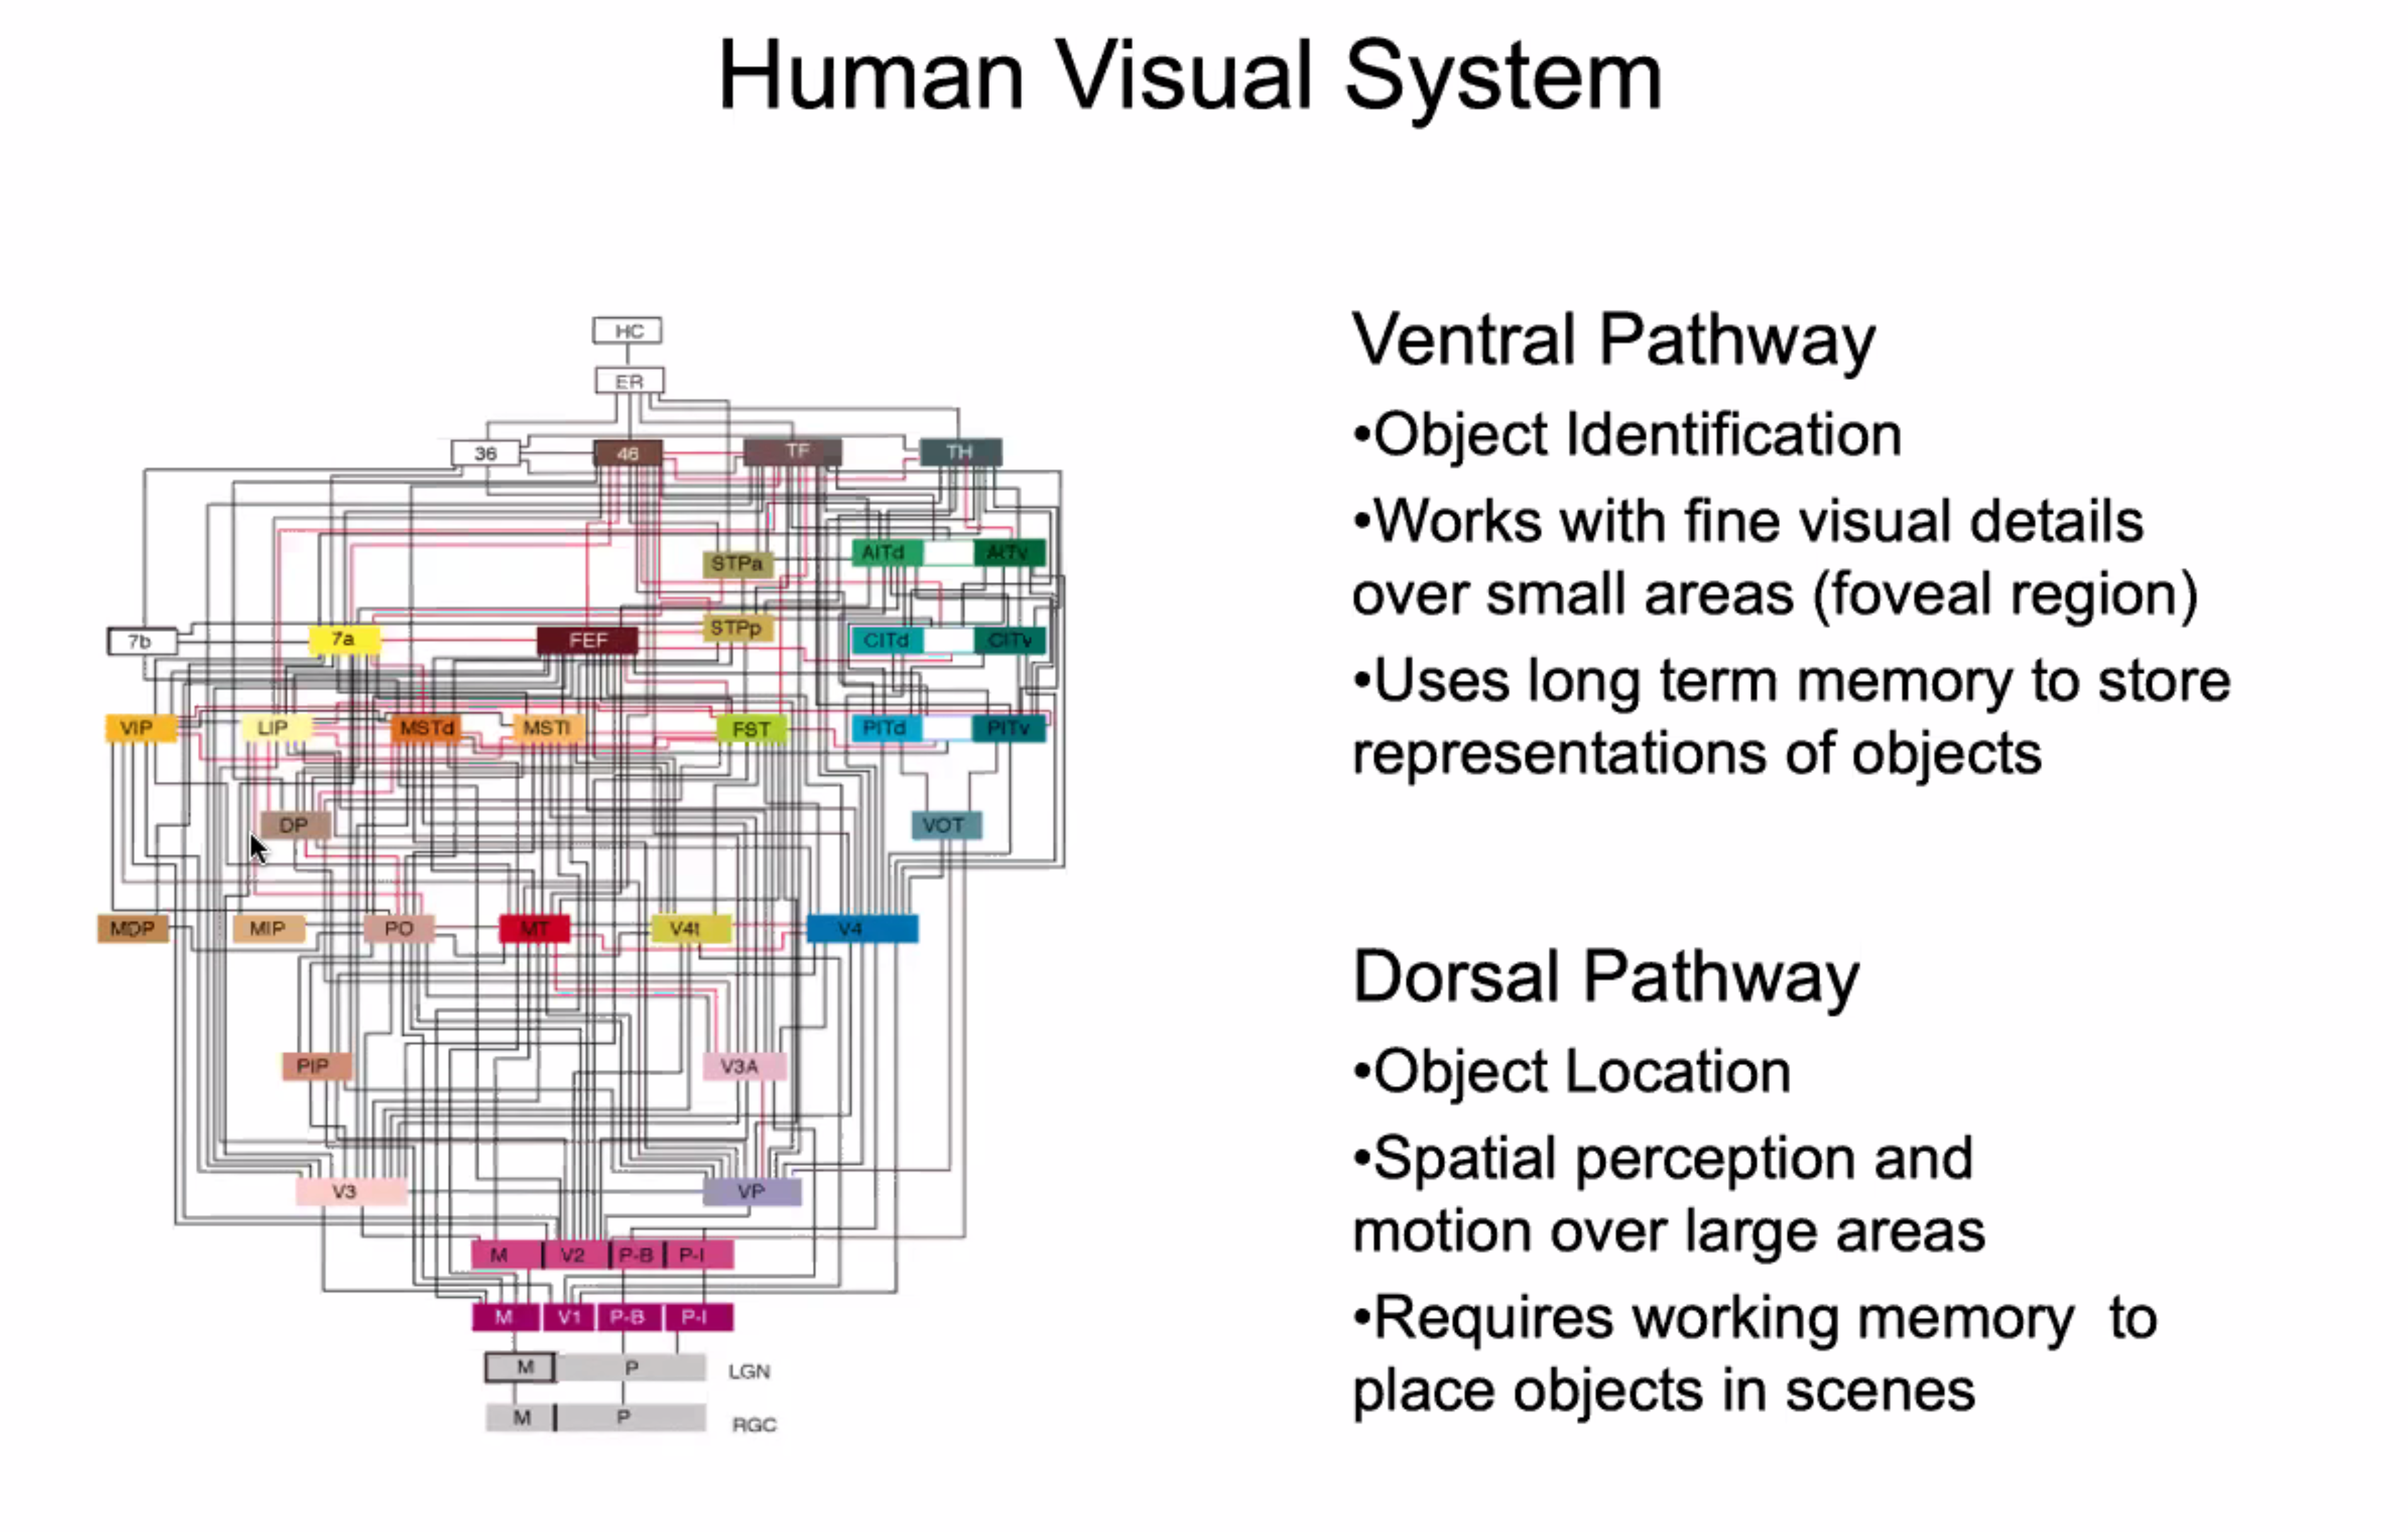 Human Visual System
HC
ER
36
46
TF
TH
STPa
AITd
AITv
7b
7a
FEF
STPp
CITd
CITv
VIP
LIP
MSTd
MSTl
FST
PITd
PITv
DP
VOT
MDP
MIP
PO
MT
V4t
V4
PIP
V3A
V3
VP
M
V2
P-B
P-I
M
V1
P-B
P-I
M
P
LGN
M
P
RGC
Ventral Pathway
•Object Identification
•Works with fine visual details
over small areas (foveal region)
•Uses long term memory to store
representations of objects
Dorsal Pathway
•Object Location
•Spatial perception and
motion over large areas
•Requires working memory  to
place objects in scenes